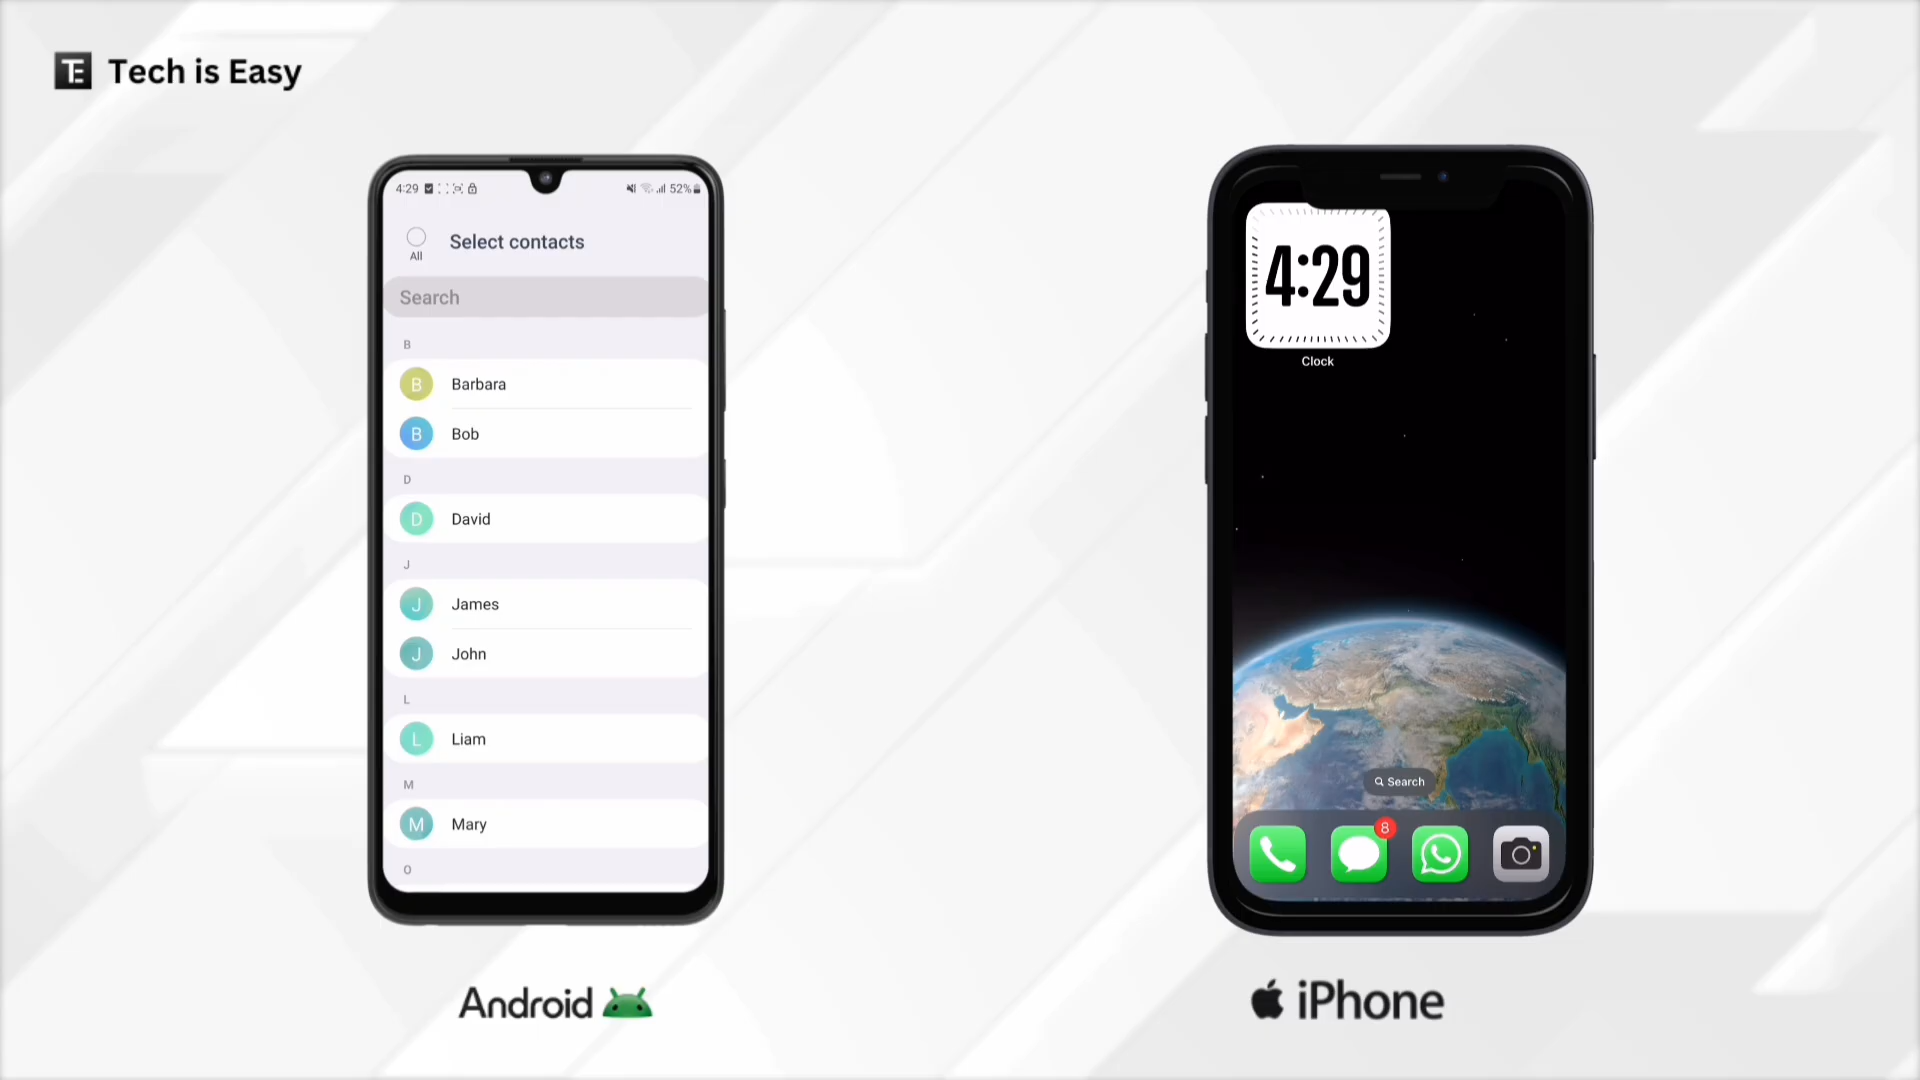 TE Tech is Easy
4:29
52%
All
Select contacts
Search
B
B Barbara
B Bob
D
D David
J
J James
J John
L
L Liam
M
M Mary
O
Android
4:29
Clock
Search
8
iPhone